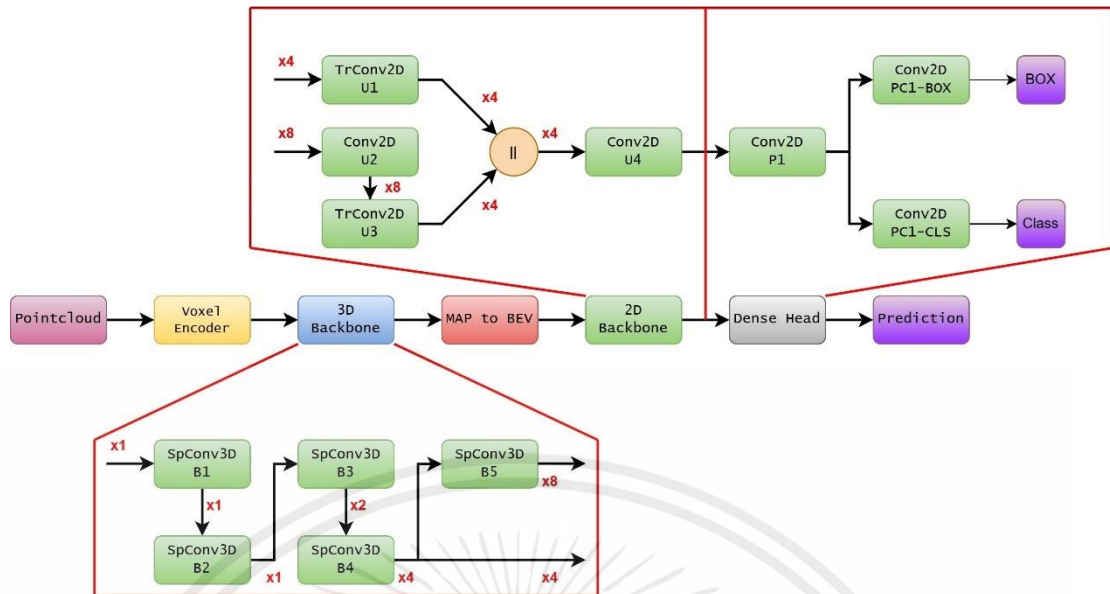 x4
TrConv2D
U1
x4
x8
Conv2D
U2
x8
TrConv2D
U3
x4
||
x4
Conv2D
U4
Conv2D
P1
Conv2D
PC1-BOX
BOX
Conv2D
PC1-CLS
Class
Pointcloud
Voxel
Encoder
3D
Backbone
MAP to BEV
2D
Backbone
Dense Head
Prediction
x1
SpConv3D
B1
x1
SpConv3D
B2
x1
SpConv3D
B3
x2
SpConv3D
B4
x4
SpConv3D
B5
x8
x4